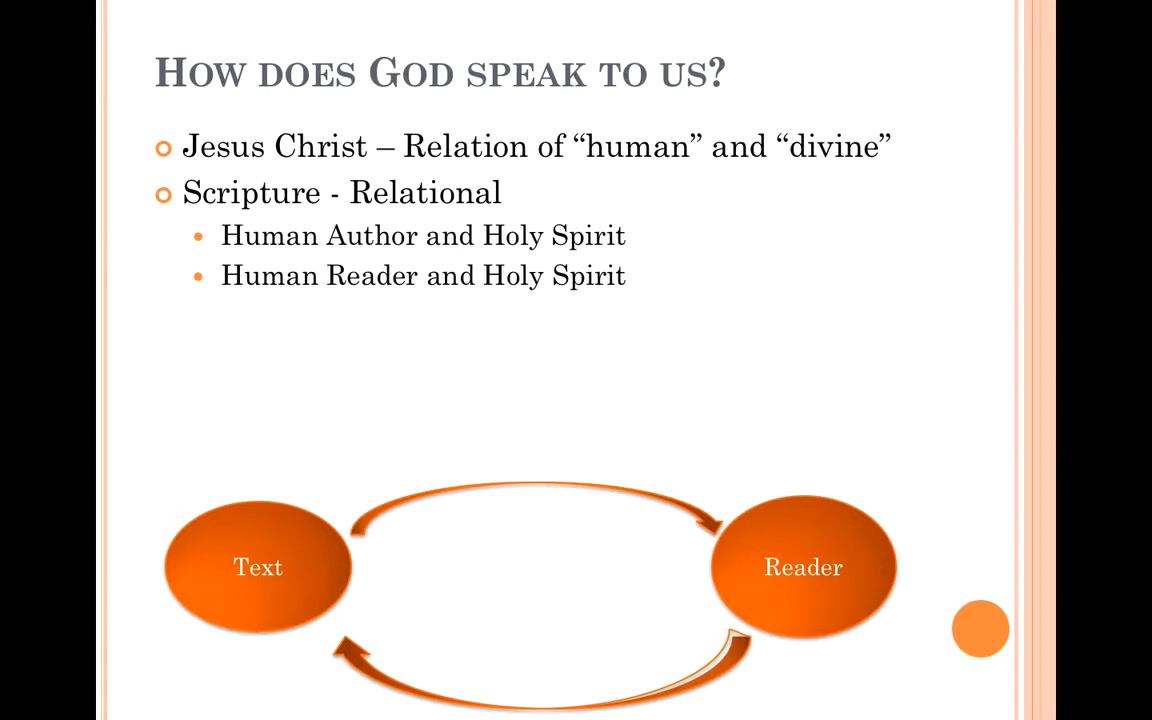 How does God speak to us?
Jesus Christ – Relation of “human” and “divine”
Scripture - Relational
Human Author and Holy Spirit
Human Reader and Holy Spirit
Text
Reader